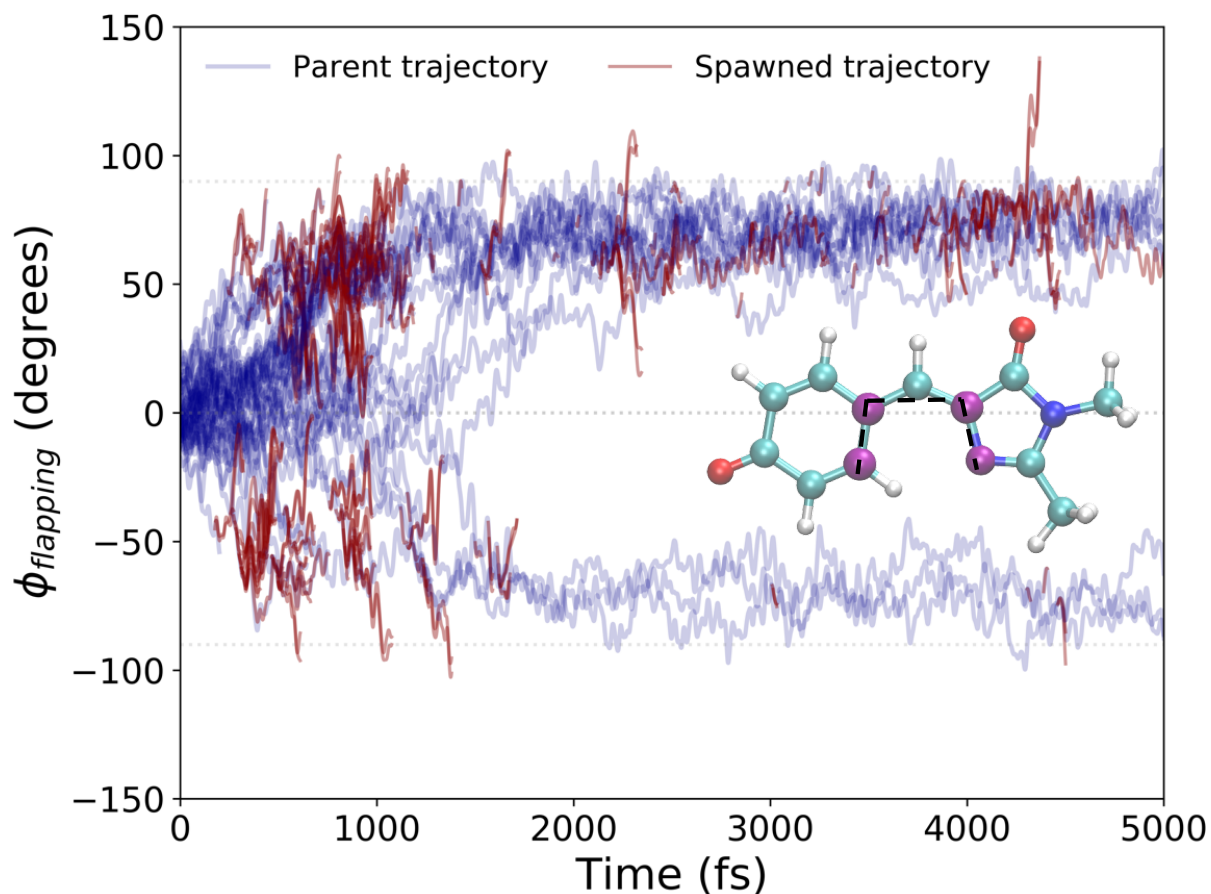 150
Parent trajectory
Spawned trajectory
100
50
0
−50
−100
−150
ϕflapping (degrees)
0 1000 2000 3000 4000 5000
Time (fs)